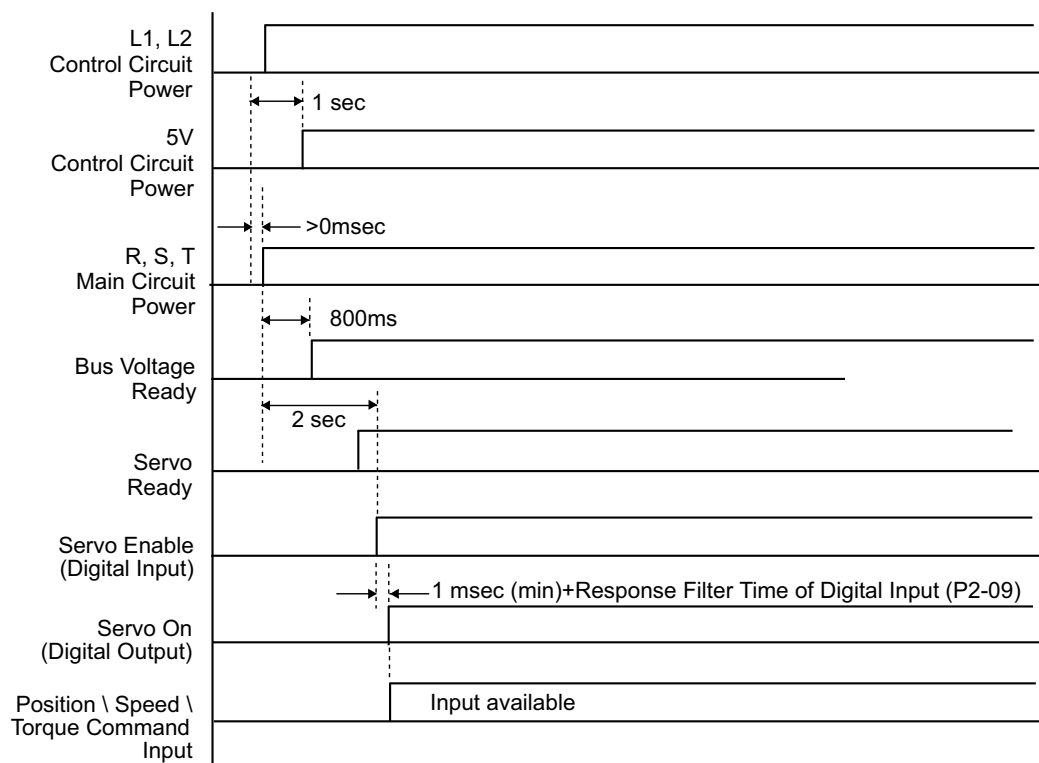 L1, L2
Control Circuit
Power
1 sec
5V
Control Circuit
Power
>0msec
R, S, T
Main Circuit
Power
800ms
Bus Voltage
Ready
2 sec
Servo
Ready
Servo Enable
(Digital Input)
1 msec (min)+Response Filter Time of Digital Input (P2-09)
Servo On
(Digital Output)
Position \ Speed \
Torque Command
Input
Input available